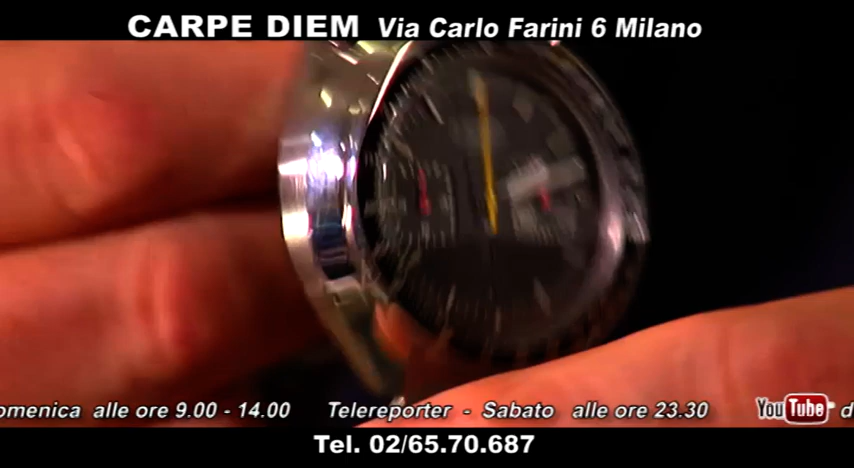 CARPE DIEM Via Carlo Farini 6 Milano
omenica alle ore 9.00 - 14.00 Telereporter - Sabato alle ore 23.30 YouTube d
Tel. 02/65.70.687